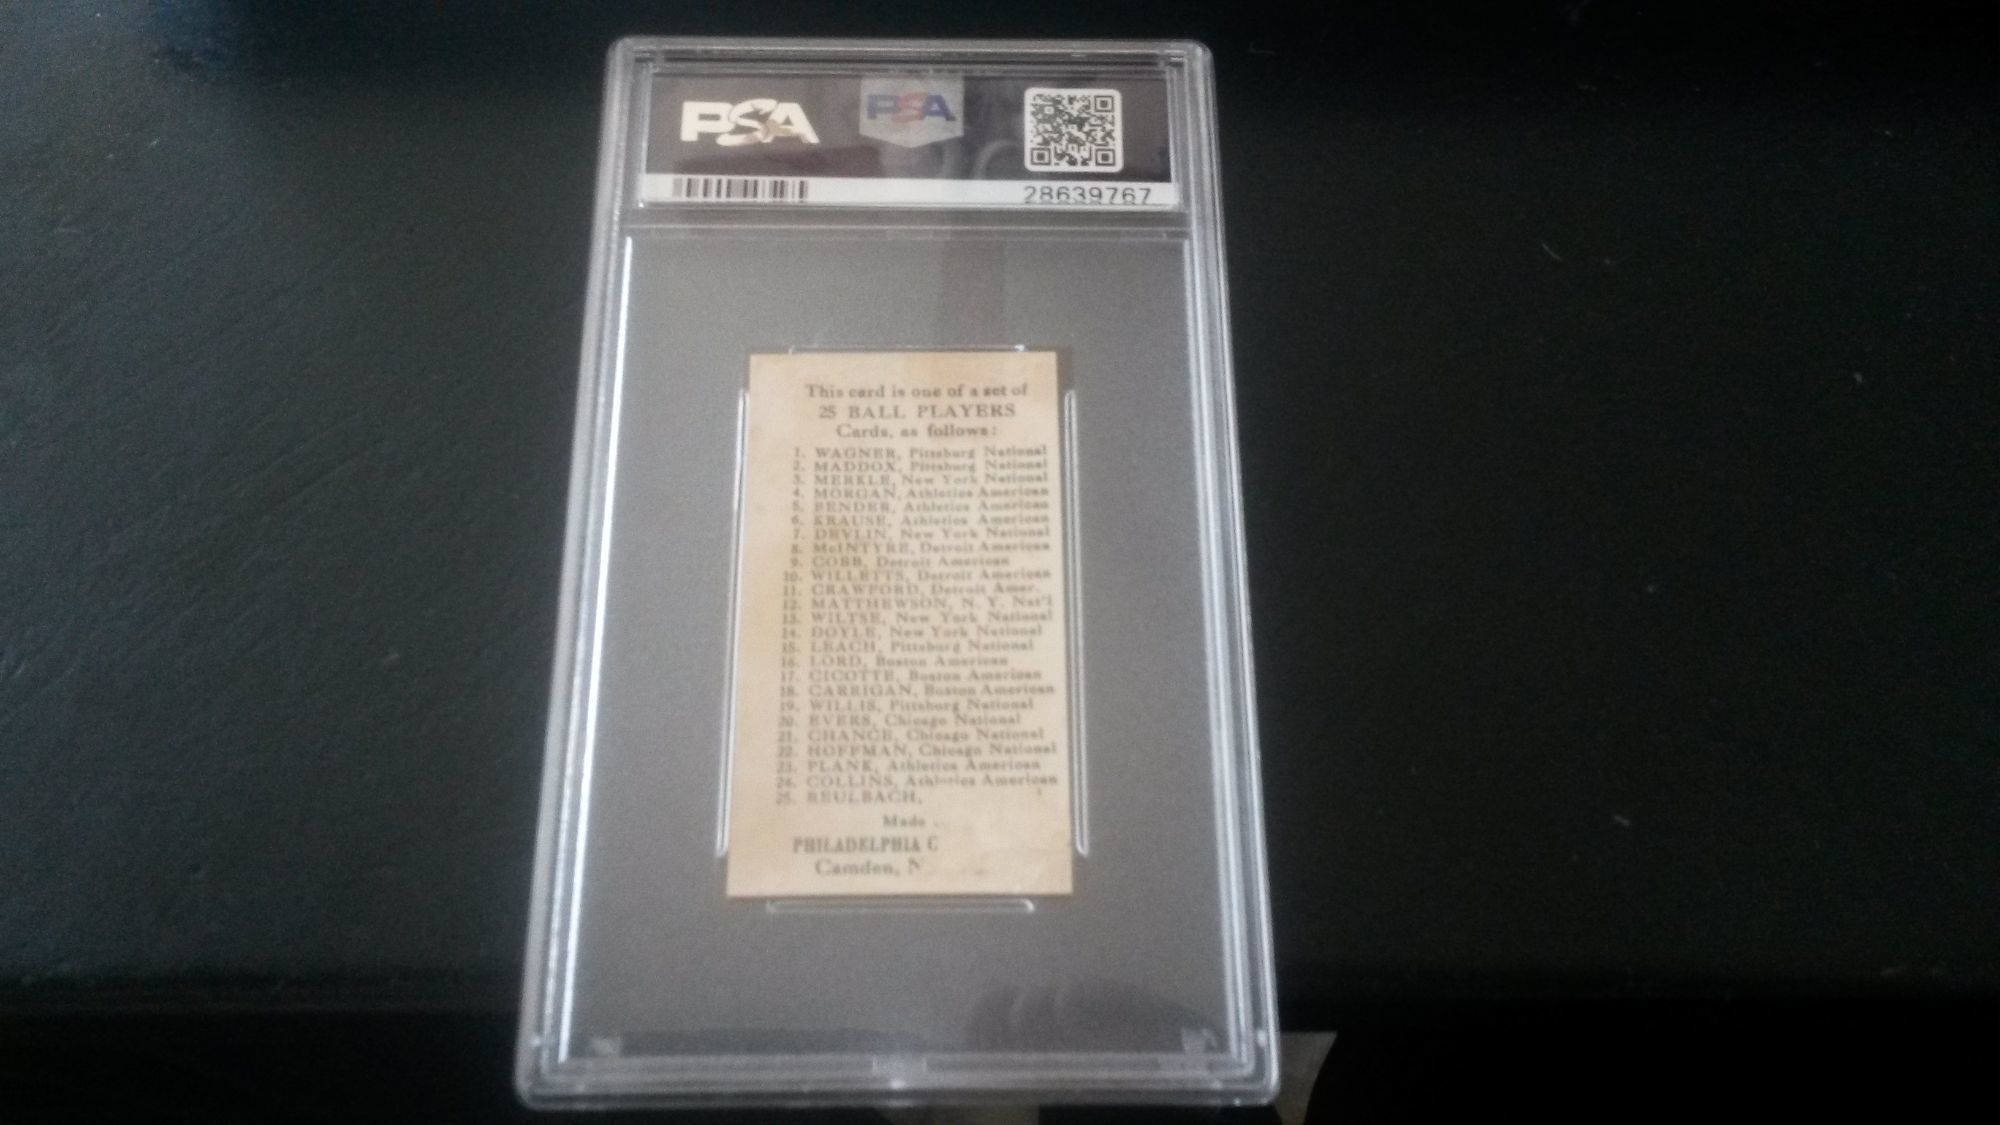 PSA
PSA
28639767
This card is one of a set of
25 BALL PLAYERS
Cards, as follows:
1. WAGNER, Pittsburg National
2. MADDOX, Pittsburg National
3. MERKLE, New York National
4. MORGAN, Athletics American
5. BENDER, Athletics American
6. KRAUSE, Athletics American
7. DEVLIN, New York National
8. McINTYRE, Detroit American
9. COBB, Detroit American
10. WILLETTS, Detroit American
11. CRAWFORD, Detroit Amer.
12. MATTHEWSON, N. Y. Nat'l
13. WILTSE, New York National
14. DOYLE, New York National
15. LEACH, Pittsburg National
16. LORD, Boston American
17. CICOTTE, Boston American
18. CARRIGAN, Boston American
19. WILLIS, Pittsburg National
20. EVERS, Chicago National
21. CHANCE, Chicago National
22. HOFFMAN, Chicago National
23. PLANK, Athletics American
24. COLLINS, Athletics American
25. REULBACH,
Made
PHILADELPHIA C
Camden, N